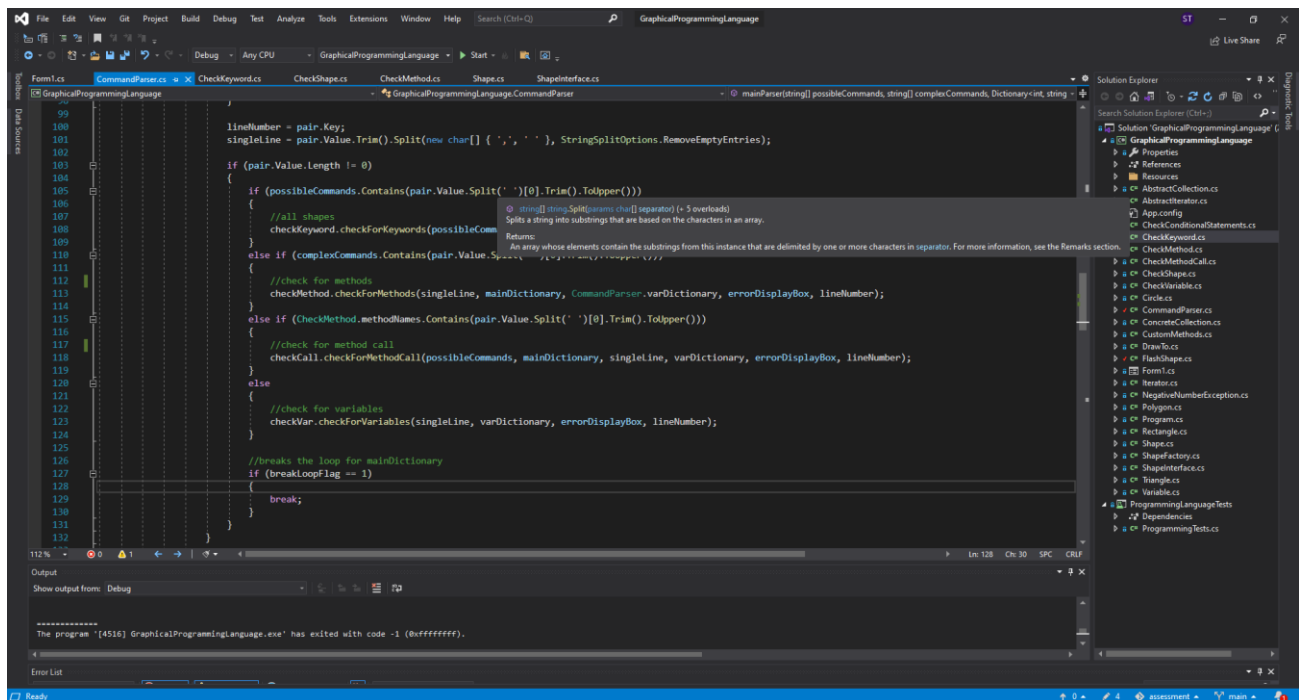 File Edit View Git Project Build Debug Test Analyze Tools Extensions Window Help Search (Ctrl+Q) GraphicalProgrammingLanguage ST
Live Share
Debug Any CPU GraphicalProgrammingLanguage Start
Form1.cs CommandParser.cs CheckKeyword.cs CheckShape.cs CheckMethod.cs Shape.cs ShapeInterface.cs
GraphicalProgrammingLanguage GraphicalProgrammingLanguage.CommandParser mainParser(string[] possibleCommands, string[] complexCommands, Dictionary<int, string
99
100 lineNumber = pair.Key;
101 singleLine = pair.Value.Trim().Split(new char[] { ',', ' ' }, StringSplitOptions.RemoveEmptyEntries);
102
103 if (pair.Value.Length != 0)
104 {
105 if (possibleCommands.Contains(pair.Value.Split(' ')[0].Trim().ToUpper()))
106 {
107 //all shapes
108 checkKeyword.checkForKeywords(possibleComm
109 }
110 else if (complexCommands.Contains(pair.Value.
111 {
112 //check for methods
113 checkMethod.checkForMethods(singleLine, mainDictionary, CommandParser.varDictionary, errorDisplayBox, lineNumber);
114 }
115 else if (CheckMethod.methodNames.Contains(pair.Value.Split(' ')[0].Trim().ToUpper()))
116 {
117 //check for method call
118 checkCall.checkForMethodCall(possibleCommands, mainDictionary, singleLine, varDictionary, errorDisplayBox, lineNumber);
119 }
120 else
121 {
122 //check for variables
123 checkVar.checkForVariables(singleLine, varDictionary, errorDisplayBox, lineNumber);
124 }
125
126 //breaks the loop for mainDictionary
127 if (breakLoopFlag == 1)
128 {
129 break;
130 }
131 }
132 }
string[] string.Split(params char[] separator) (+ 5 overloads)
Splits a string into substrings that are based on the characters in an array.
Returns:
An array whose elements contain the substrings from this instance that are delimited by one or more characters in separator. For more information, see the Remarks section.
112 % 0 1 Ln: 128 Ch: 30 SPC CRLF
Output
Show output from: Debug
-------------
The program '[4516] GraphicalProgrammingLanguage.exe' has exited with code -1 (0xffffffff).
Error List
Ready 0 4 assessment main
Toolbox
Data Sources
Solution Explorer
Search Solution Explorer (Ctrl+;)
Solution 'GraphicalProgrammingLanguage' (
GraphicalProgrammingLanguage
Properties
References
Resources
AbstractCollection.cs
AbstractIterator.cs
App.config
CheckConditionalStatements.cs
CheckKeyword.cs
CheckMethod.cs
CheckMethodCall.cs
CheckShape.cs
CheckVariable.cs
Circle.cs
CommandParser.cs
ConcreteCollection.cs
CustomMethods.cs
DrawTo.cs
FlashShape.cs
Form1.cs
Iterator.cs
NegativeNumberException.cs
Polygon.cs
Program.cs
Rectangle.cs
Shape.cs
ShapeFactory.cs
ShapeInterface.cs
Triangle.cs
Variable.cs
ProgrammingLanguageTests
Dependencies
ProgrammingTests.cs
Diagnostic Tools